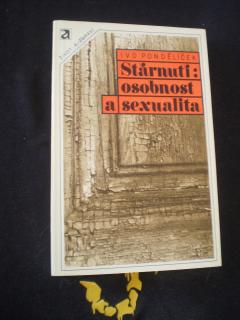 IVO PONDĚLÍČEK
Stárnutí:
osobnost
a sexualita